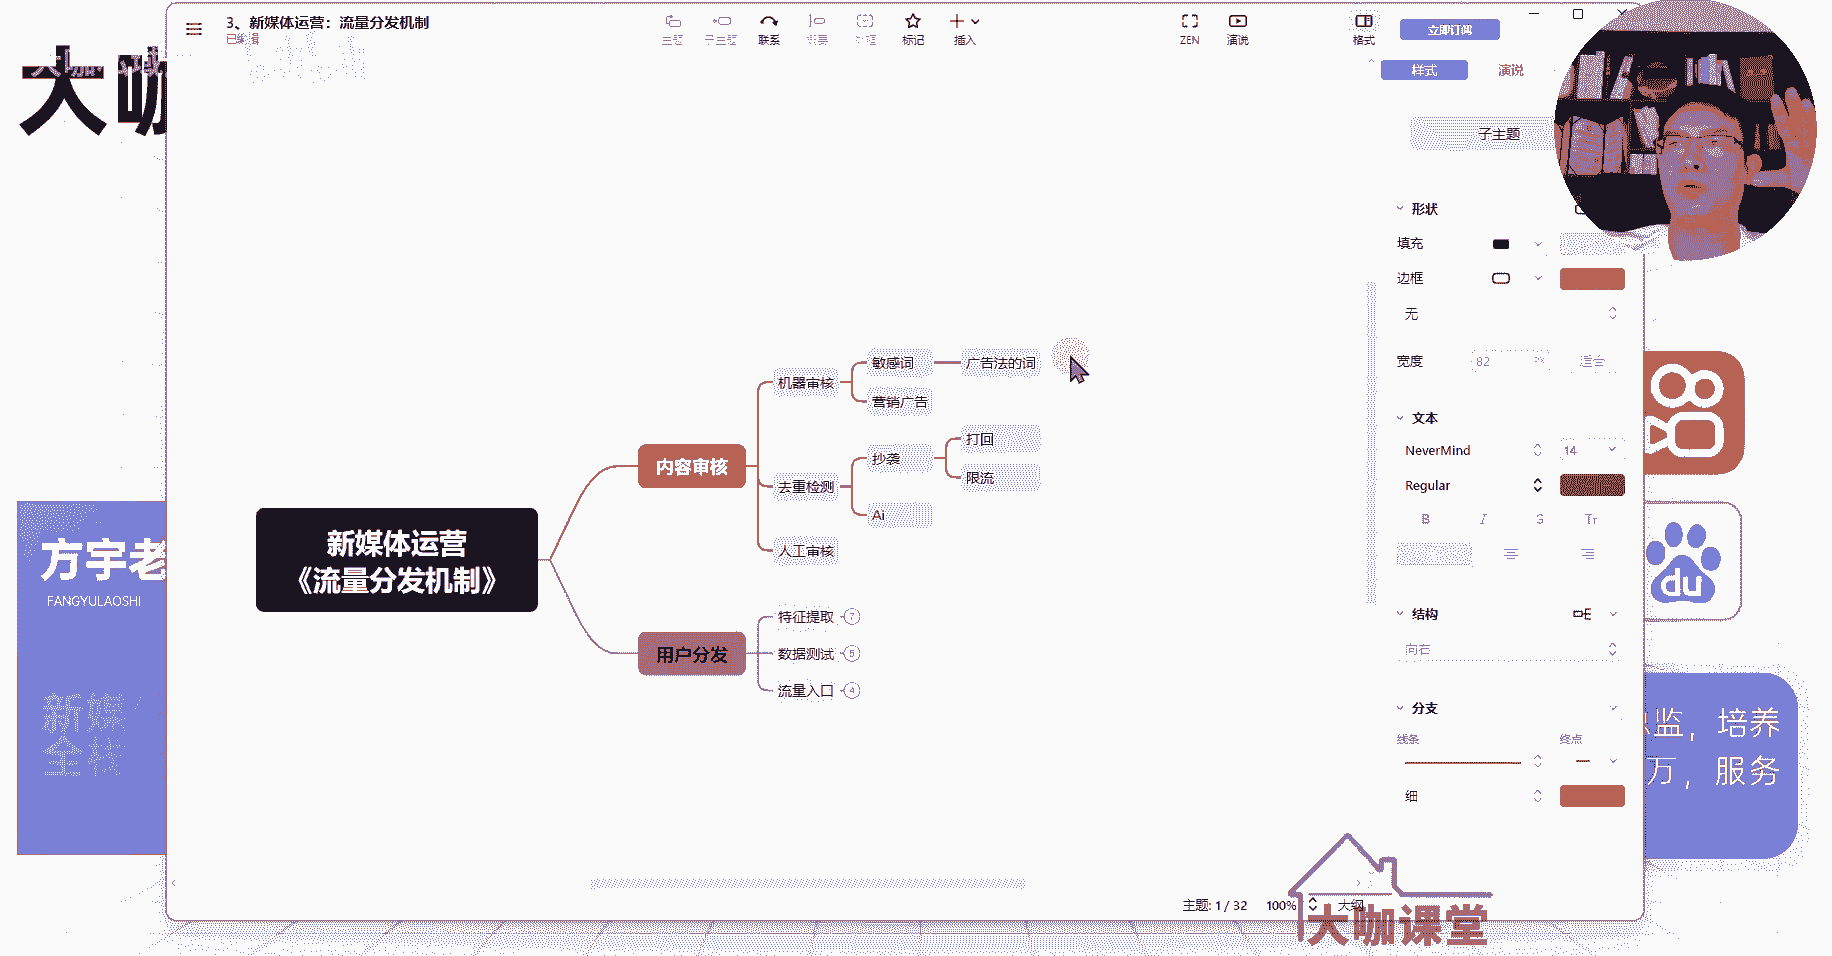 3、新媒体运营：流量分发机制
已编辑
主题
子主题
联系
概要
外框
标记
插入
ZEN
演说
格式
立即订阅
样式
演说
大咖
子主题
形状
填充
边框
无
宽度
82
适合
文本
NeverMind
14
Regular
B
I
S
Tт
结构
向右
分支
线条
终点
细
敏感词
广告法的词
机器审核
营销广告
打回
内容审核
抄袭
去重检测
限流
Ai
人工审核
新媒体运营
《流量分发机制》
特征提取 7
用户分发
数据测试 5
流量入口 4
方宇老
FANGYULAOSHI
新媒
全栈
du
监，培养
万，服务
主题: 1 / 32
100%
大纲
大咖课堂